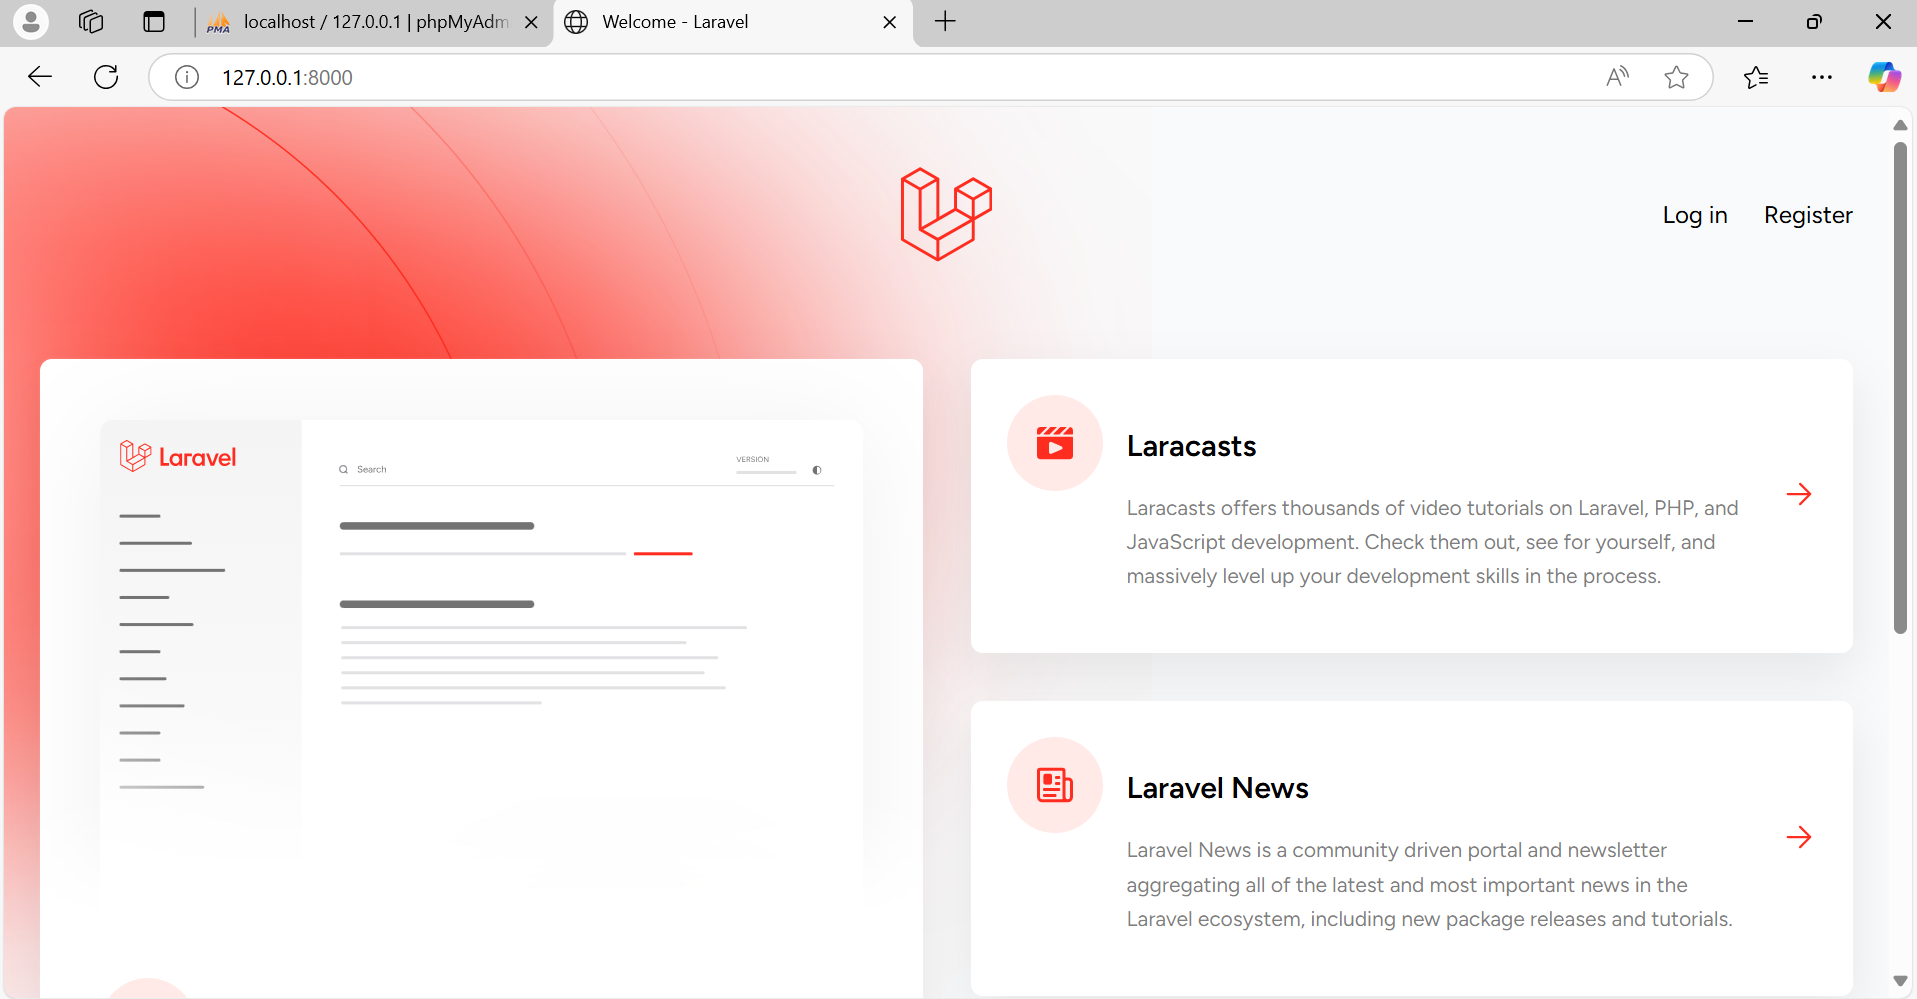 localhost / 127.0.0.1 | phpMyAdm
Welcome - Laravel
127.0.0.1:8000
Log in
Register
Laravel
Search
VERSION
Laracasts
Laracasts offers thousands of video tutorials on Laravel, PHP, and
JavaScript development. Check them out, see for yourself, and
massively level up your development skills in the process.
Laravel News
Laravel News is a community driven portal and newsletter
aggregating all of the latest and most important news in the
Laravel ecosystem, including new package releases and tutorials.